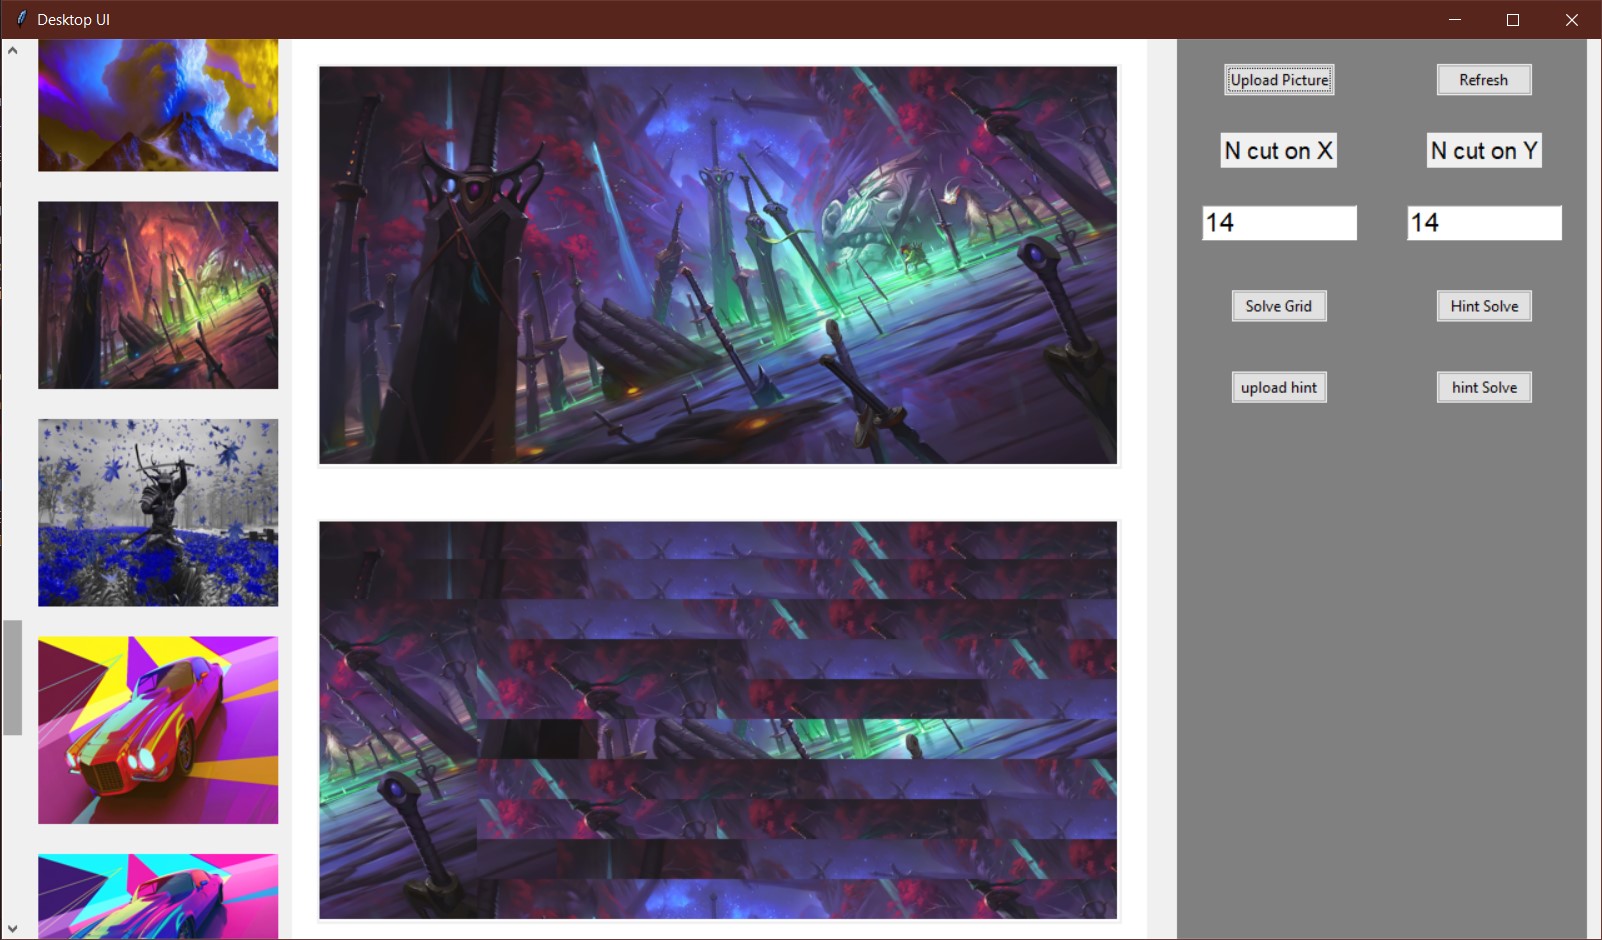 Desktop UI
Upload Picture
Refresh
N cut on X
N cut on Y
14
14
Solve Grid
Hint Solve
upload hint
hint Solve